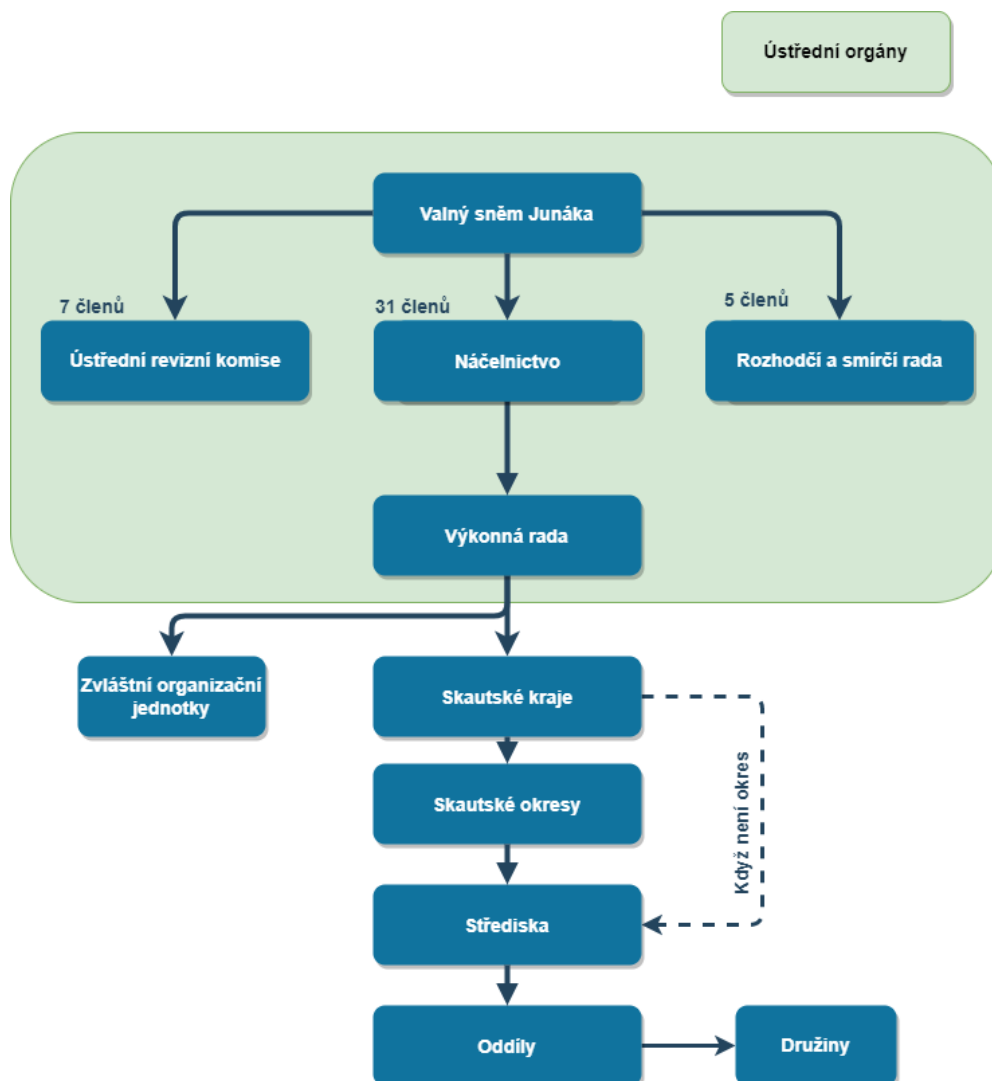 Ústřední orgány
Valný sněm Junáka
7 členů
31 členů
5 členů
Ústřední revizní komise
Náčelnictvo
Rozhodčí a smírčí rada
Výkonná rada
Zvláštní organizační
jednotky
Skautské kraje
Skautské okresy
Když není okres
Střediska
Oddíly
Družiny